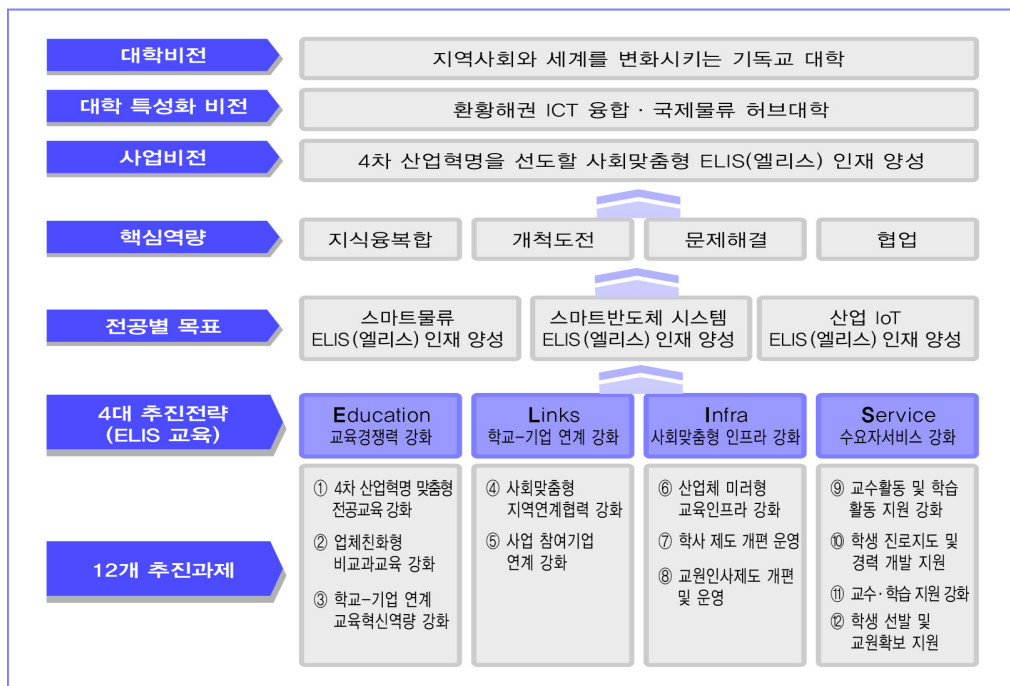 대학비전
지역사회와 세계를 변화시키는 기독교 대학
대학 특성화 비전
환황해권 ICT 융합 · 국제물류 허브대학
사업비전
4차 산업혁명을 선도할 사회맞춤형 ELIS(엘리스) 인재 양성
핵심역량
지식융복합
개척도전
문제해결
협업
전공별 목표
스마트물류
ELIS(엘리스) 인재 양성
스마트반도체 시스템
ELIS(엘리스) 인재 양성
산업 IoT
ELIS(엘리스) 인재 양성
4대 추진전략
(ELIS 교육)
Education
교육경쟁력 강화
Links
학교-기업 연계 강화
Infra
사회맞춤형 인프라 강화
Service
수요자서비스 강화
12개 추진과제
① 4차 산업혁명 맞춤형
전공교육 강화
② 업체친화형
비교과교육 강화
③ 학교-기업 연계
교육혁신역량 강화
④ 사회맞춤형
지역연계협력 강화
⑤ 사업 참여기업
연계 강화
⑥ 산업체 미러형
교육인프라 강화
⑦ 학사 제도 개편 운영
⑧ 교원인사제도 개편
및 운영
⑨ 교수활동 및 학습
활동 지원 강화
⑩ 학생 진로지도 및
경력 개발 지원
⑪ 교수·학습 지원 강화
⑫ 학생 선발 및
교원확보 지원